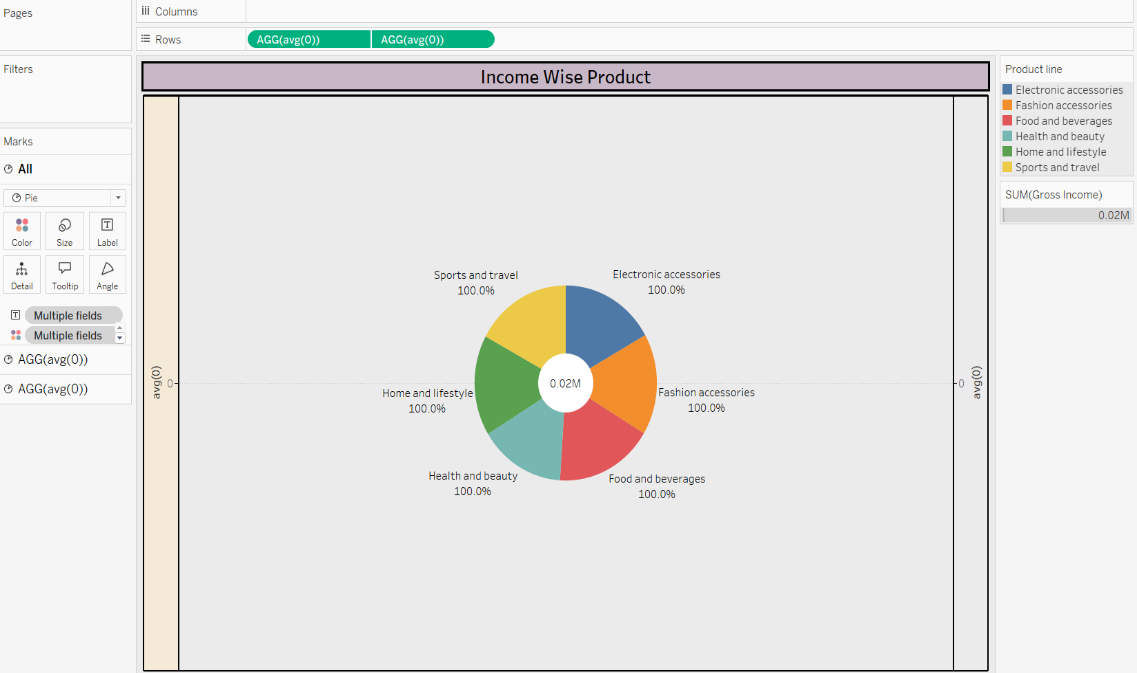 Pages
Columns
Rows
AGG(avg(0))
AGG(avg(0))
Filters
Marks
All
Pie
Color
Size
Label
Detail
Tooltip
Angle
Multiple fields
Multiple fields
AGG(avg(0))
AGG(avg(0))
Income Wise Product
avg(0)
0
Sports and travel
100.0%
Electronic accessories
100.0%
Home and lifestyle
100.0%
0.02M
Fashion accessories
100.0%
Health and beauty
100.0%
Food and beverages
100.0%
0
avg(0)
Product line
Electronic accessories
Fashion accessories
Food and beverages
Health and beauty
Home and lifestyle
Sports and travel
SUM(Gross Income)
0.02M